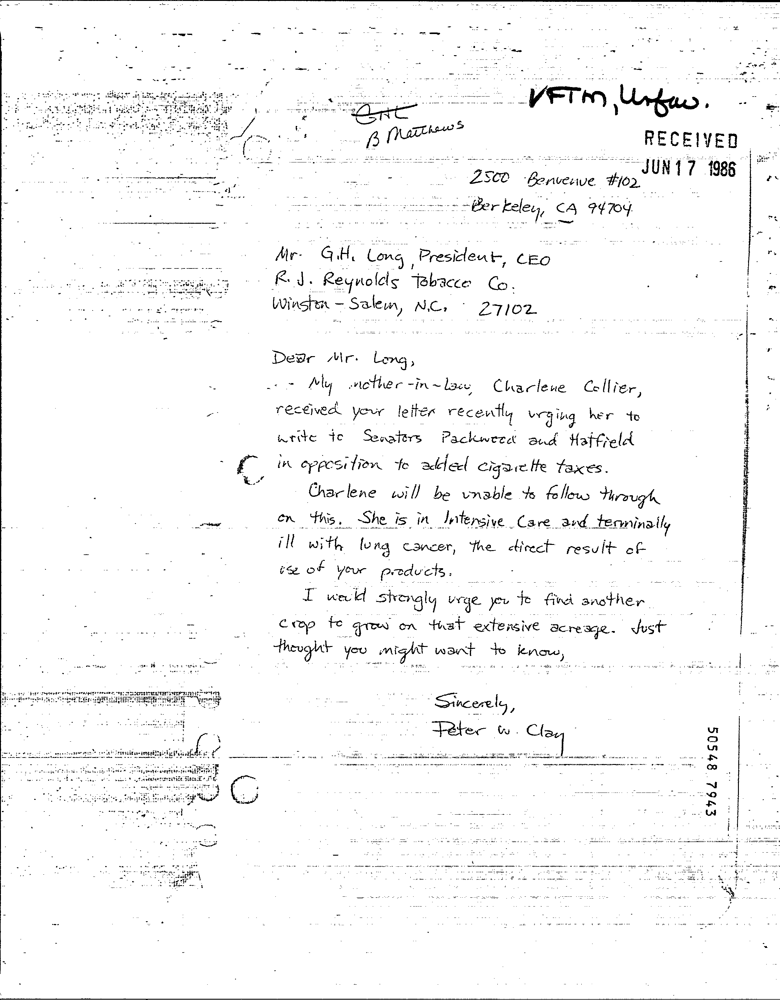 VFTM, Unfav.
GHL
B Matthews
RECEIVED
JUN 17 1986
2500 Benvenue #102
Berkeley, CA 94704
Mr. G.H. Long, President, CEO
R. J. Reynolds Tobacco Co.
Winston-Salem, N.C. 27102
Dear Mr. Long,
My mother-in-law, Charlene Collier,
received your letter recently urging her to
write to Senators Packwood and Hatfield
in opposition to added cigarette taxes.
Charlene will be unable to follow through
on this. She is in Intensive Care and terminally
ill with lung cancer, the direct result of
use of your products.
I would strongly urge you to find another
crop to grow on that extensive acreage. Just
thought you might want to know,
Sincerely,
Peter W. Clay
50548 7943